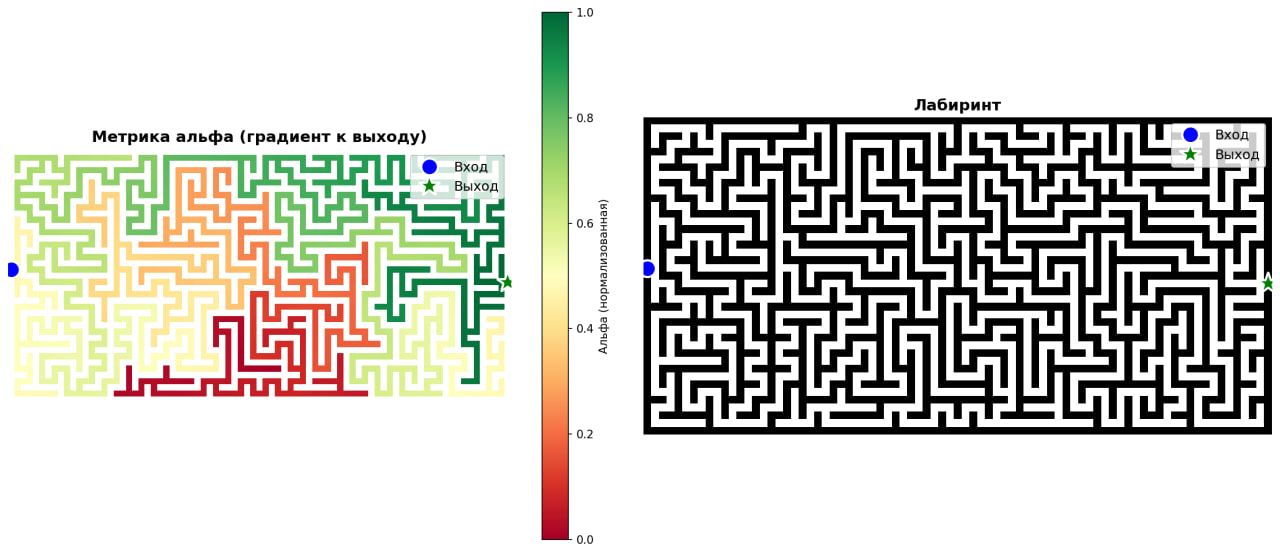 Метрика альфа (градиент к выходу)
Вход
Выход
1.0
0.8
0.6
0.4
0.2
0.0
Альфа (нормализованная)
Лабиринт
Вход
Выход